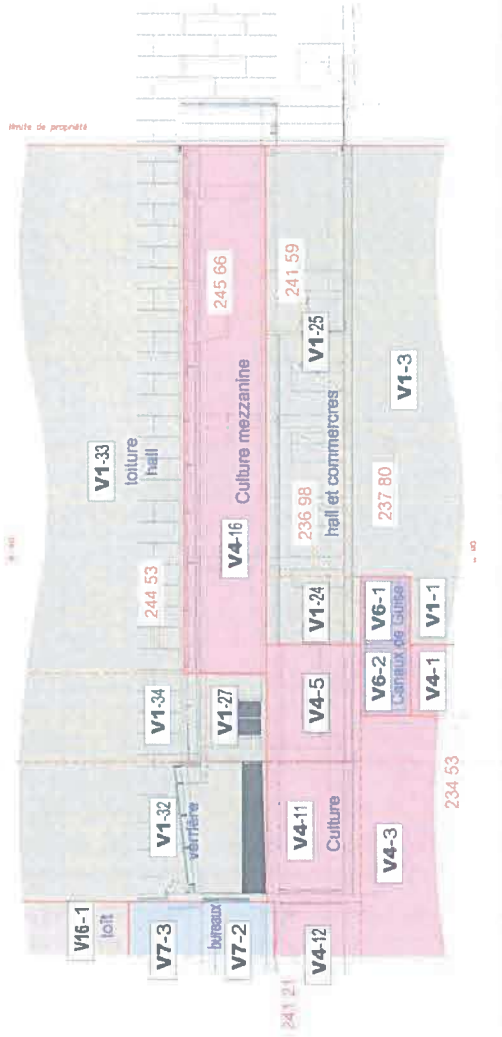 limite de propriété
V1-33
toiture
hall
244 53
245 66
Culture mezzanine
V4-16
241 59
V1-25
hall et commerces
236 98
V1-3
237 80
V1-34
V1-27
V1-24
V6-1
V1-1
V4-5
V6-2
Canaux de Guise
V4-1
V1-32
verrière
V4-11
Culture
V4-3
234 53
V16-1
toît
V7-3
bureaux
V7-2
V4-12
241 21